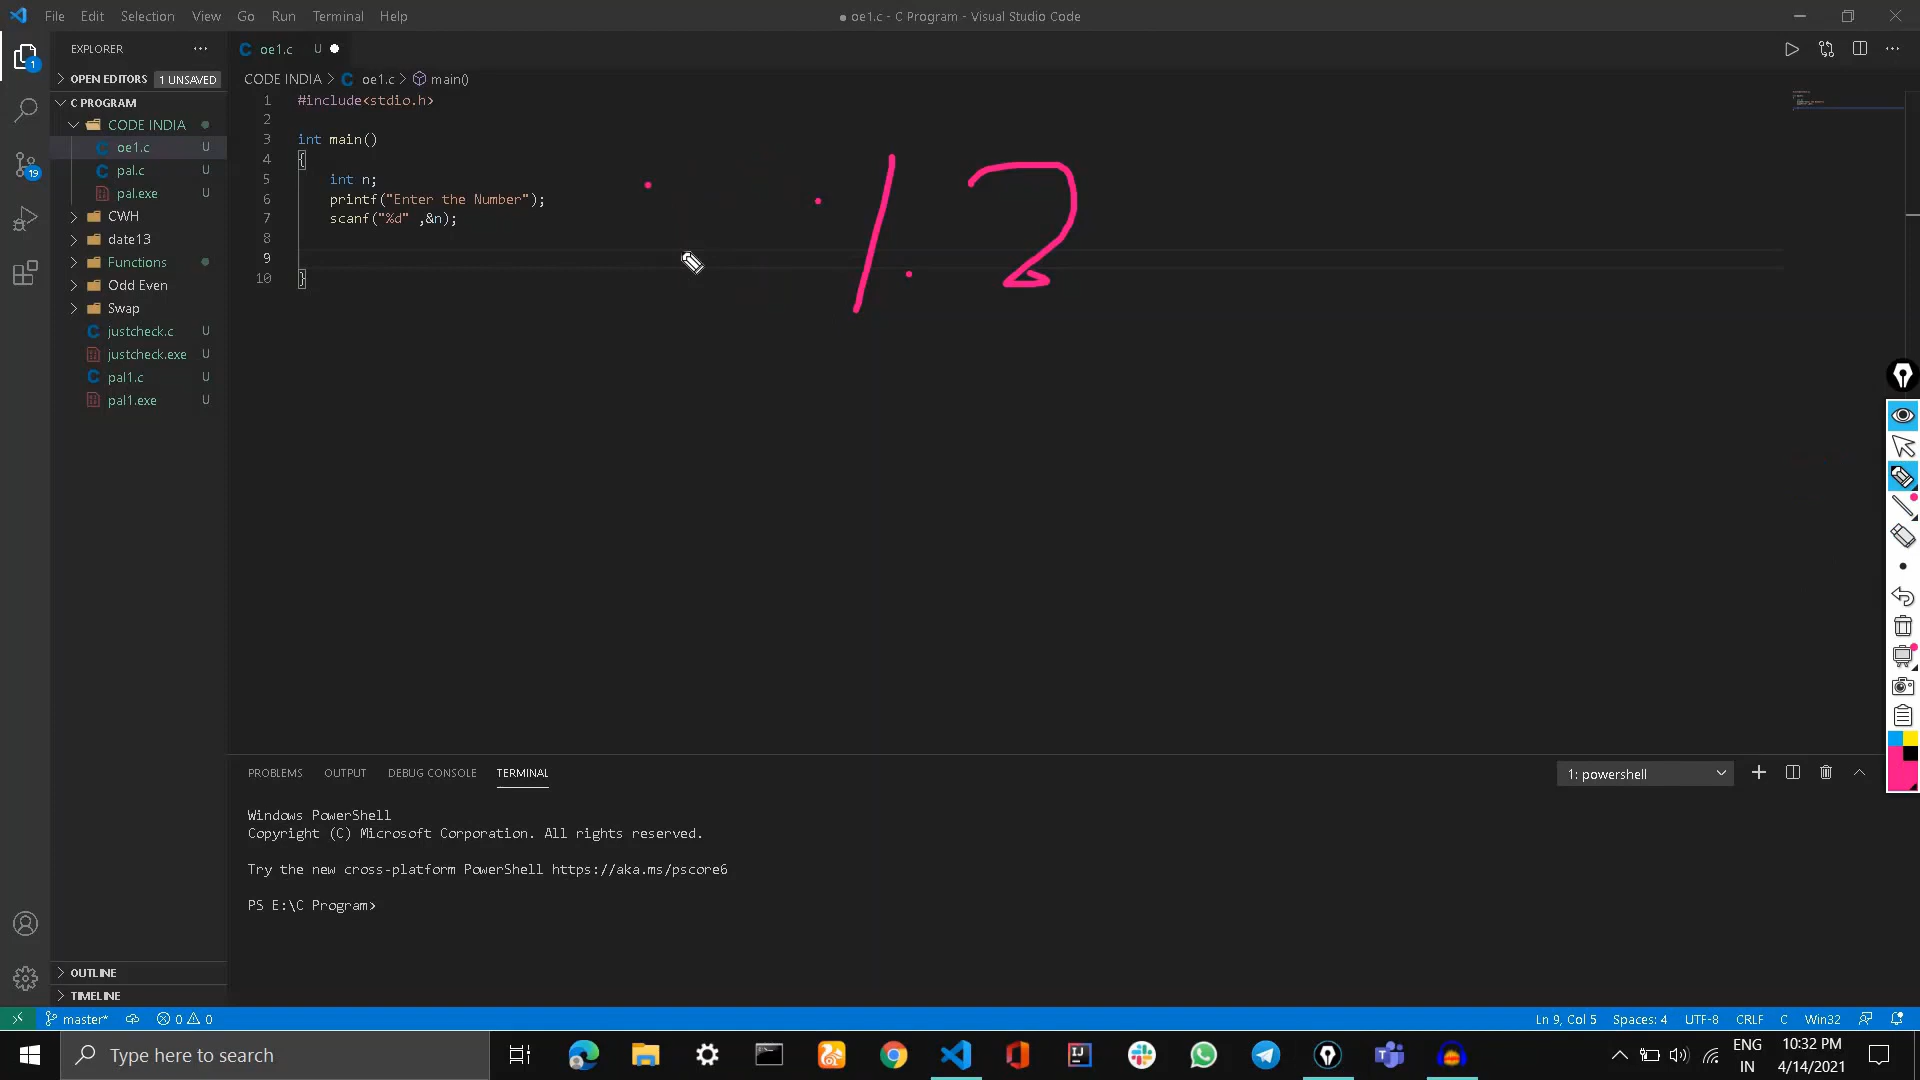 File Edit Selection View Go Run Terminal Help
● oe1.c - C Program - Visual Studio Code
EXPLORER
OPEN EDITORS 1 UNSAVED
C PROGRAM
CODE INDIA
C oe1.c U
C pal.c U
pal.exe U
CWH
date13
Functions
Odd Even
Swap
C justcheck.c U
justcheck.exe U
C pal1.c U
pal1.exe U
OUTLINE
TIMELINE
1
19
C oe1.c U
CODE INDIA > C oe1.c > main()
1 #include<stdio.h>
2
3 int main()
4 {
5 int n;
6 printf("Enter the Number");
7 scanf("%d" ,&n);
8
9
10 }
% 2
PROBLEMS OUTPUT DEBUG CONSOLE TERMINAL
1: powershell
Windows PowerShell
Copyright (C) Microsoft Corporation. All rights reserved.
Try the new cross-platform PowerShell https://aka.ms/pscore6
PS E:\C Program>
master* 0 0
Ln 9, Col 5 Spaces: 4 UTF-8 CRLF C Win32
Type here to search
ENG
IN
10:32 PM
4/14/2021